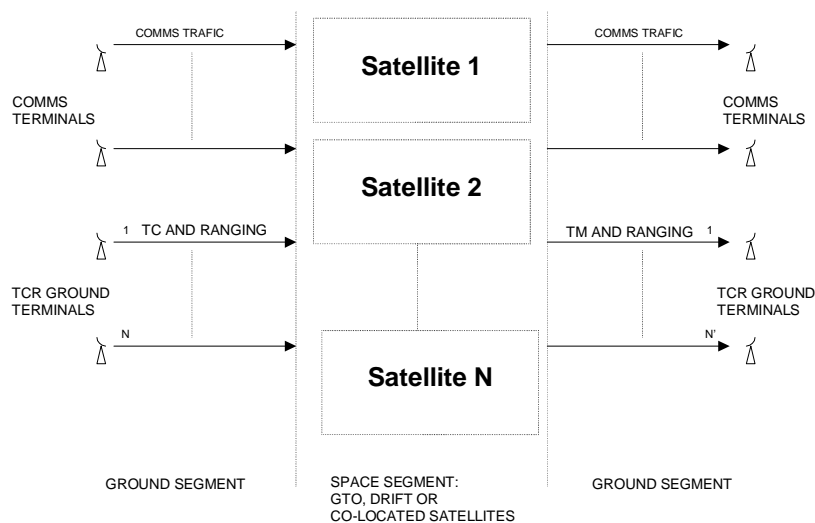 COMMS TRAFIC
COMMS TRAFIC
Satellite 1
COMMS
TERMINALS
COMMS
TERMINALS
Satellite 2
1 TC AND RANGING
TM AND RANGING 1
TCR GROUND
TERMINALS
TCR GROUND
TERMINALS
N
N'
Satellite N
GROUND SEGMENT
SPACE SEGMENT:
GTO, DRIFT OR
CO-LOCATED SATELLITES
GROUND SEGMENT